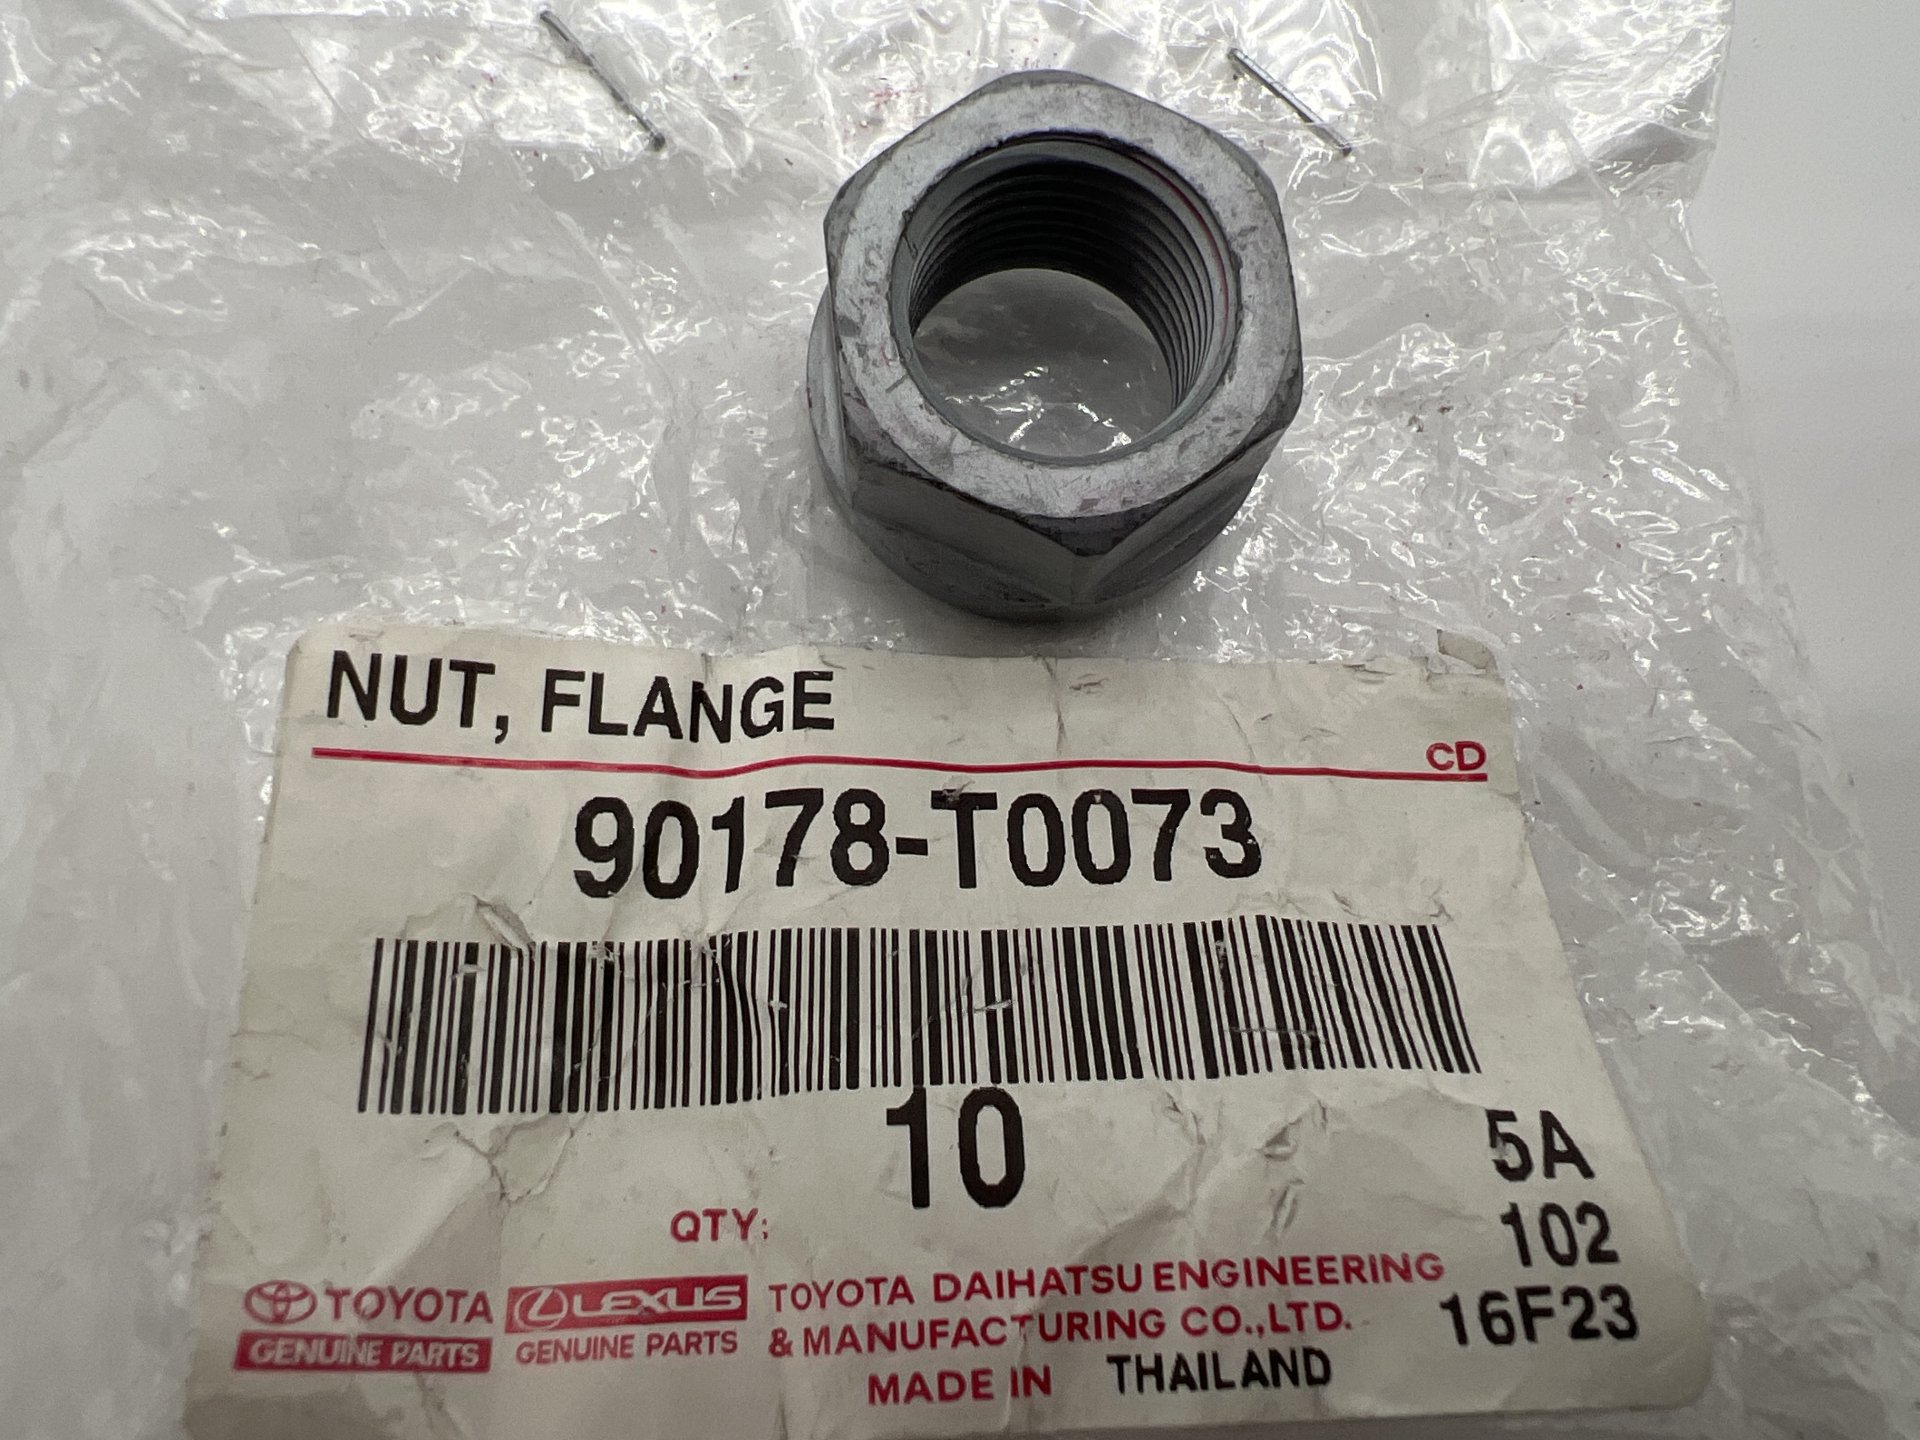 NUT, FLANGE
CD
90178-T0073
10
5A
QTY:
102
TOYOTA
GENUINE PARTS
LEXUS
GENUINE PARTS
TOYOTA DAIHATSU ENGINEERING
& MANUFACTURING CO.,LTD.
16F23
MADE IN THAILAND